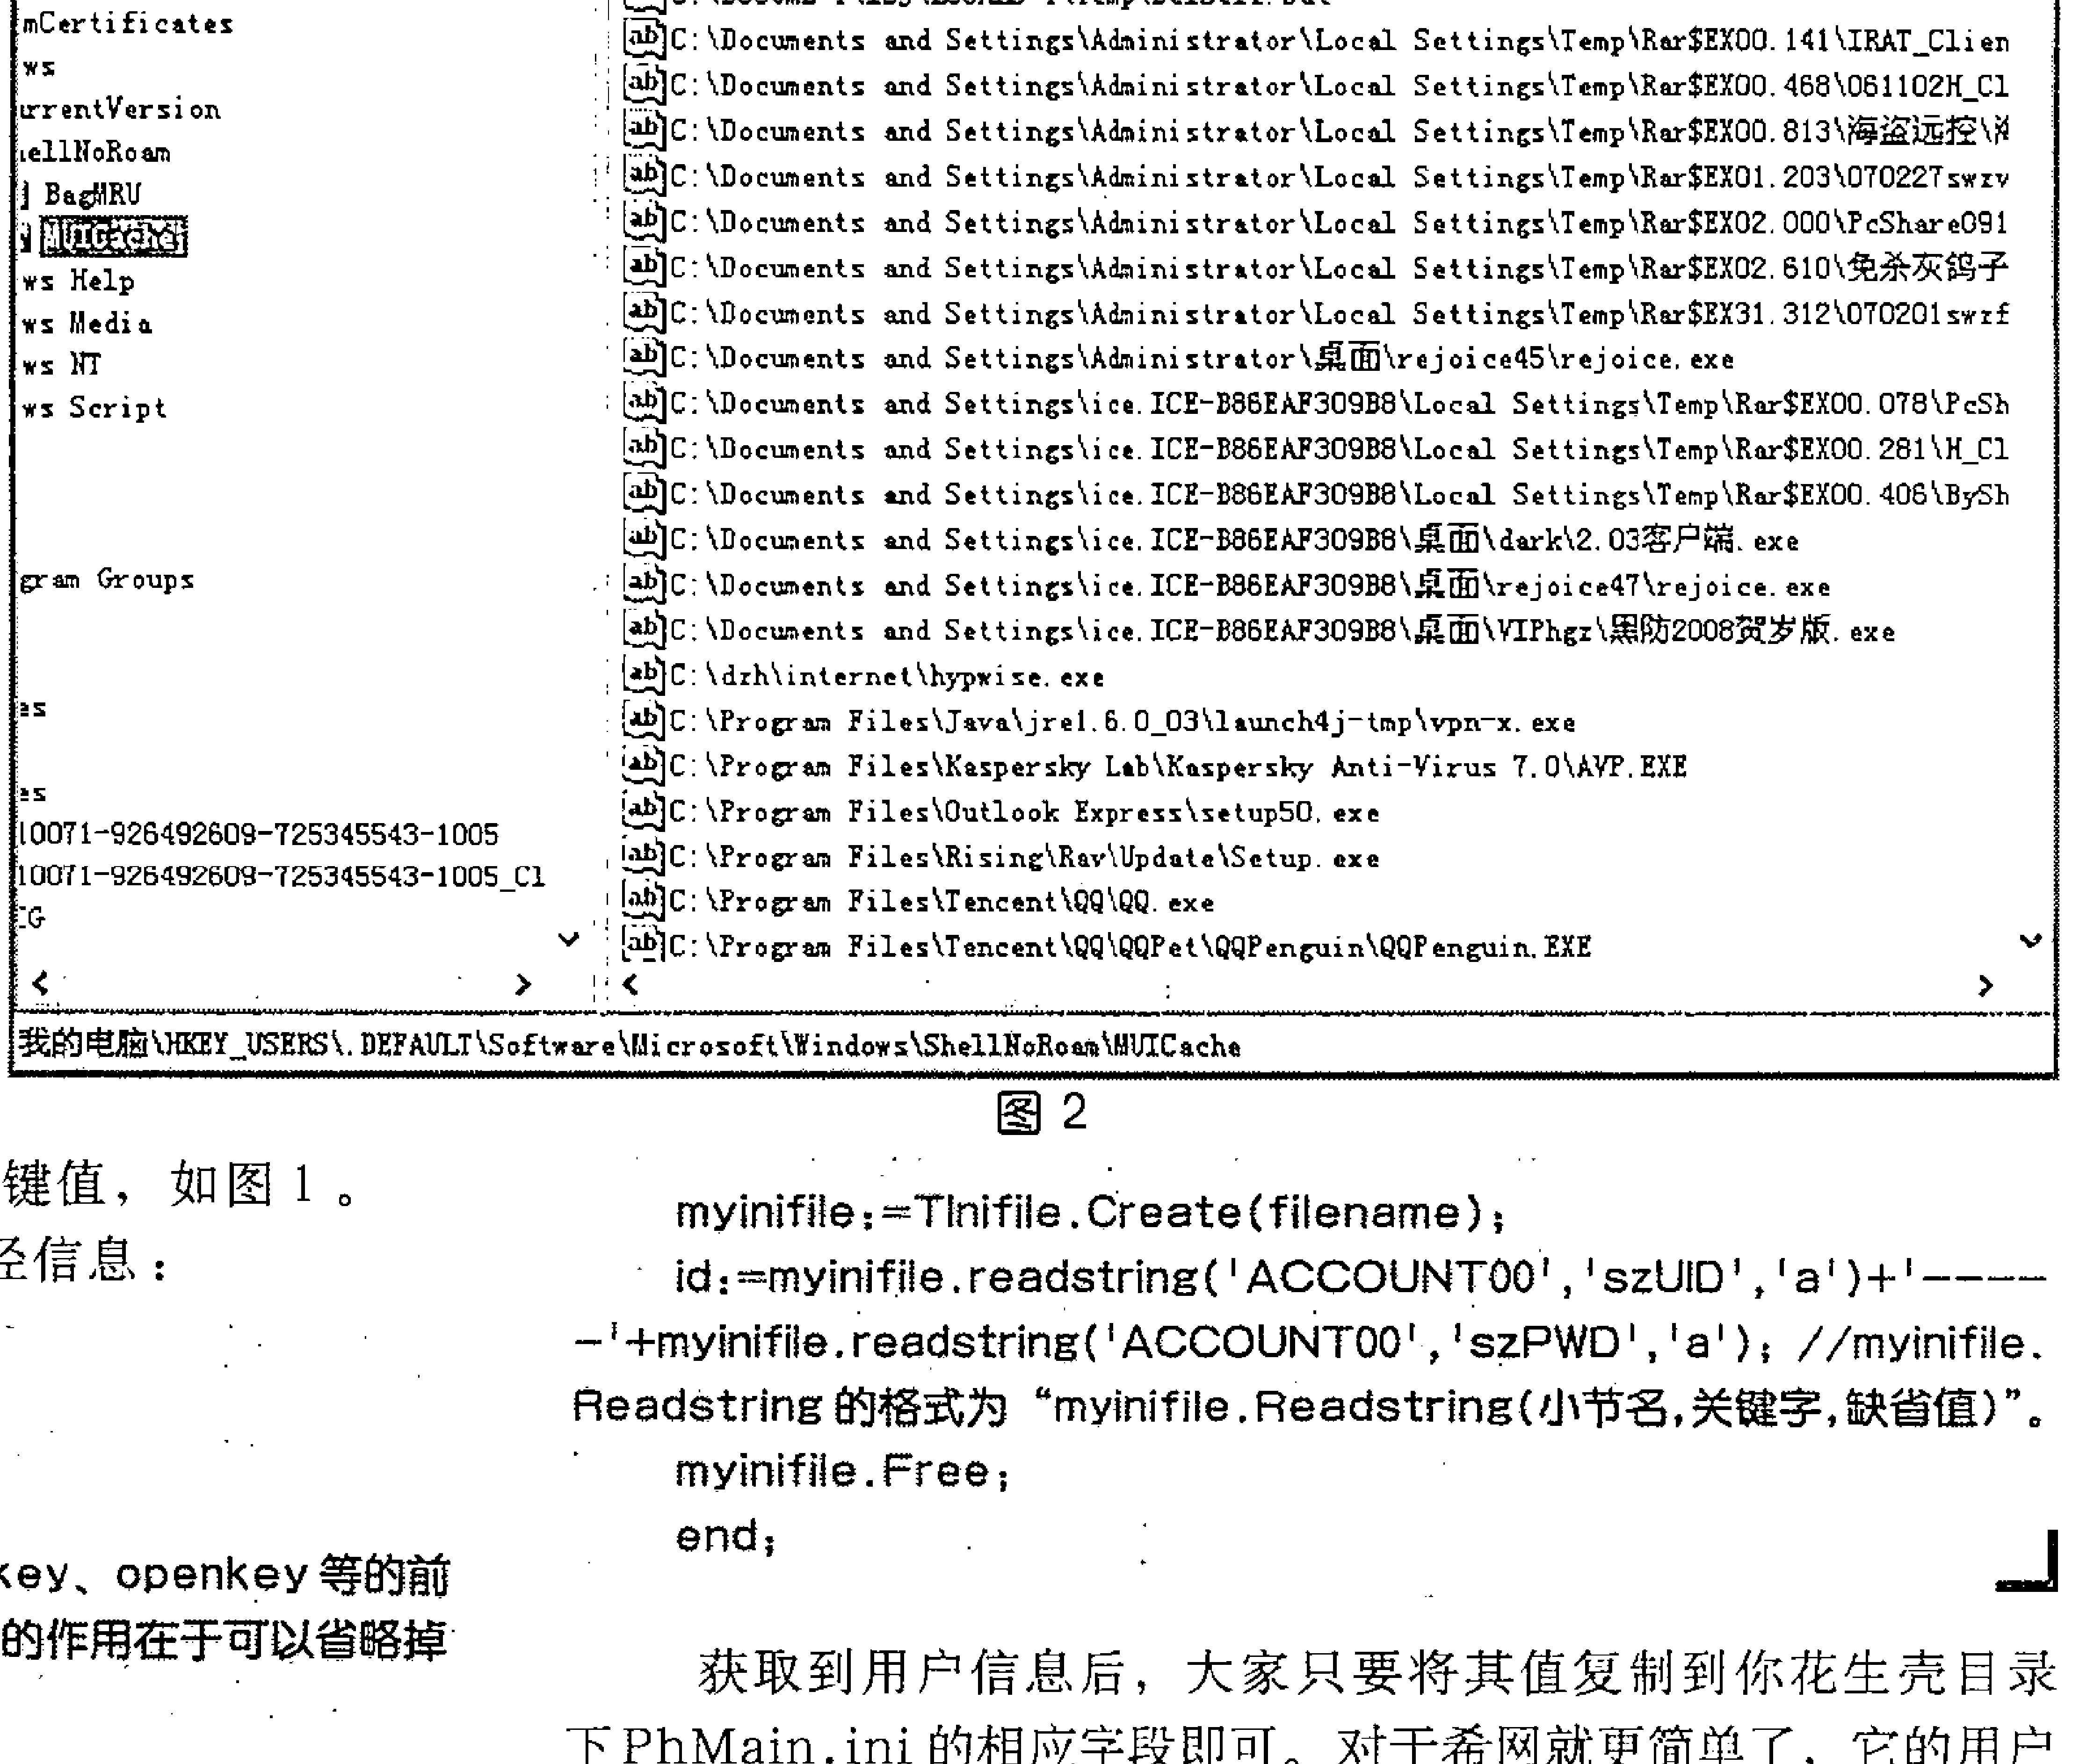 mCertificates
ws
urrentVersion
ellNoRoam
BagMRU
MUICache
ws Help
ws Media
ws NT
ws Script
gram Groups
es
es
10071-926492609-725345543-1005
10071-926492609-725345543-1005_Cl
IG
C:\Documents and Settings\Administrator\Local Settings\Temp\Rar$EX00.141\IRAT_Clien
C:\Documents and Settings\Administrator\Local Settings\Temp\Rar$EX00.468\061102H_Cl
C:\Documents and Settings\Administrator\Local Settings\Temp\Rar$EX00.813\海盗远控\
C:\Documents and Settings\Administrator\Local Settings\Temp\Rar$EX01.203\070227swzv
C:\Documents and Settings\Administrator\Local Settings\Temp\Rar$EX02.000\PcShare091
C:\Documents and Settings\Administrator\Local Settings\Temp\Rar$EX02.610\免杀灰鸽子
C:\Documents and Settings\Administrator\Local Settings\Temp\Rar$EX31.312\070201swzf
C:\Documents and Settings\Administrator\桌面\rejoice45\rejoice.exe
C:\Documents and Settings\ice.ICE-B86EAF309B8\Local Settings\Temp\Rar$EX00.078\PcSh
C:\Documents and Settings\ice.ICE-B86EAF309B8\Local Settings\Temp\Rar$EX00.281\H_Cl
C:\Documents and Settings\ice.ICE-B86EAF309B8\Local Settings\Temp\Rar$EX00.406\BySh
C:\Documents and Settings\ice.ICE-B86EAF309B8\桌面\dark\2.03客户端.exe
C:\Documents and Settings\ice.ICE-B86EAF309B8\桌面\rejoice47\rejoice.exe
C:\Documents and Settings\ice.ICE-B86EAF309B8\桌面\VIPhgz\黑防2008贺岁版.exe
C:\drh\internet\hypwise.exe
C:\Program Files\Java\jre1.6.0_03\launch4j-tmp\vpn-x.exe
C:\Program Files\Kaspersky Lab\Kaspersky Anti-Virus 7.0\AVP.EXE
C:\Program Files\Outlook Express\setup50.exe
C:\Program Files\Rising\Rav\Update\Setup.exe
C:\Program Files\Tencent\QQ\QQ.exe
C:\Program Files\Tencent\QQ\QQPet\QQPenguin\QQPenguin.EXE
我的电脑\HKEY_USERS\.DEFAULT\Software\Microsoft\Windows\ShellNoRoam\MUICache
图 2
键值，如图 1 。
径信息：
key、openkey 等的前
的作用在于可以省略掉
myinifile:=TInifile.Create(filename);
id:=myinifile.readstring('ACCOUNT00','szUID','a')+'----
-'+myinifile.readstring('ACCOUNT00','szPWD','a'); //myinifile.
Readstring 的格式为“myinifile.Readstring(小节名,关键字,缺省值)”。
myinifile.Free;
end;
获取到用户信息后，大家只要将其值复制到你花生壳目录
下 PhMain.ini 的相应字段即可。对于希网就更简单了，它的用户